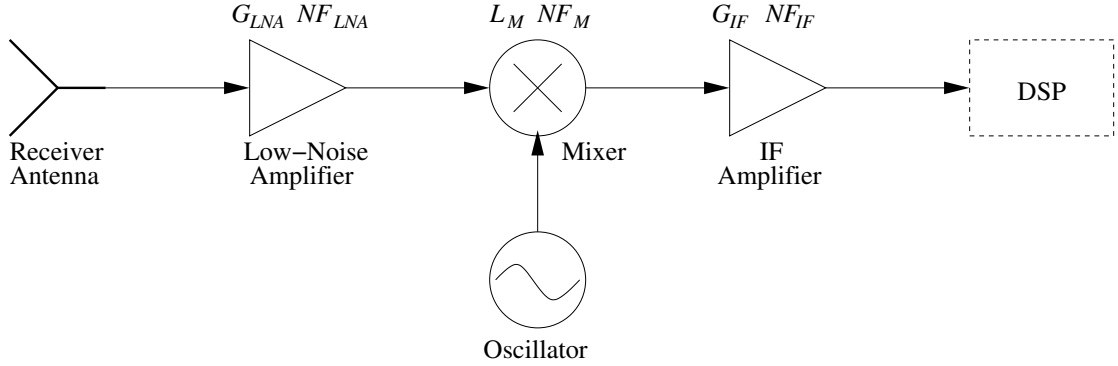 G_LNA NF_LNA
L_M NF_M
G_IF NF_IF
DSP
Receiver
Antenna
Low-Noise
Amplifier
Mixer
IF
Amplifier
Oscillator